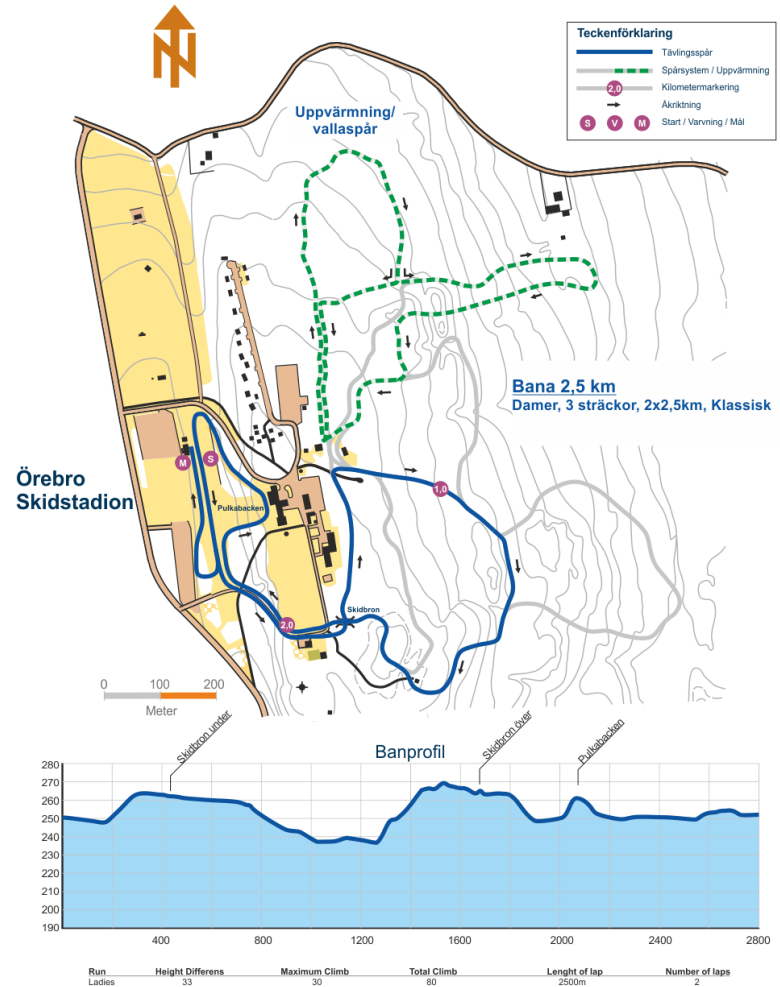 N
Teckenförklaring
Tävlingsspår
Spårsystem / Uppvärmning
2,0 Kilometermarkering
Åkriktning
S V M Start / Varvning / Mål
Uppvärmning/
vallaspår
Bana 2,5 km
Damer, 3 sträckor, 2x2,5km, Klassisk
Örebro
Skidstadion
M
S
1,0
Pulkabacken
Skidbron
2,0
0 100 200
Meter
Banprofil
Skidbron under
Skidbron över
Pulkabacken
280
270
260
250
240
230
220
210
200
190
400 800 1200 1600 2000 2400 2800
Run Height Differens Maximum Climb Total Climb Lenght of lap Number of laps
Ladies 33 30 80 2500m 2